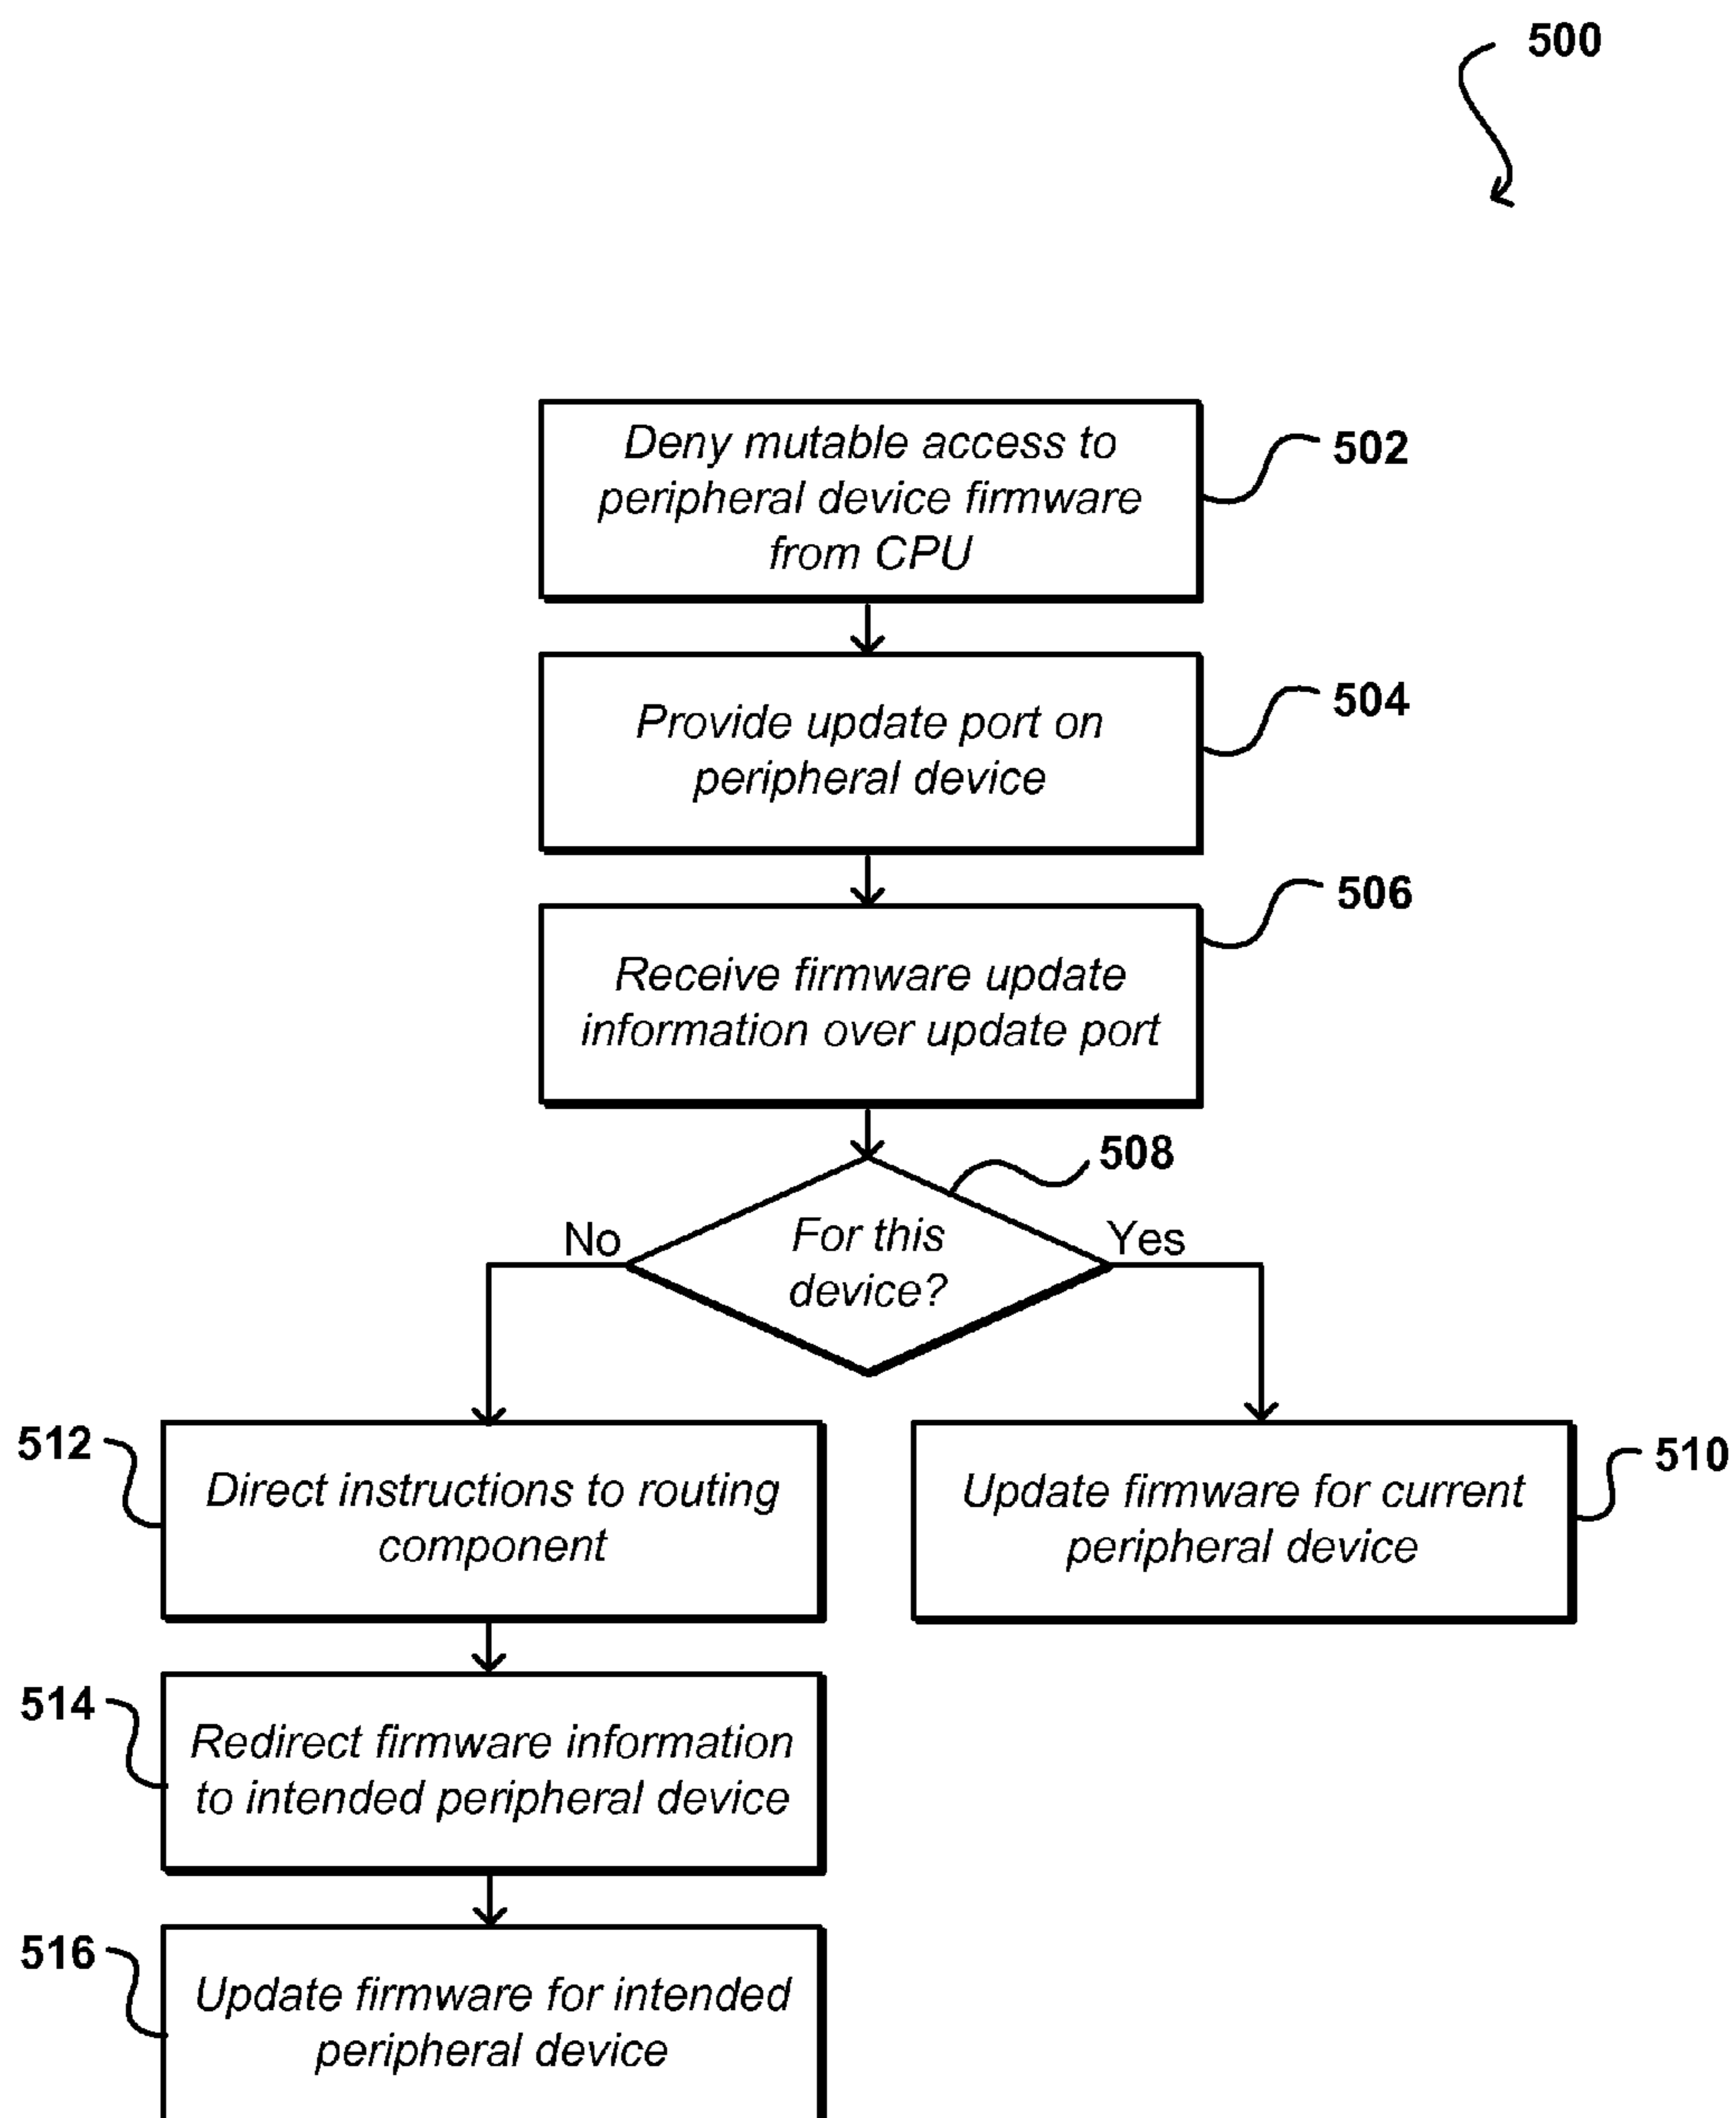 500
Deny mutable access to
peripheral device firmware
from CPU
502
Provide update port on
peripheral device
504
506
Receive firmware update
information over update port
508
For this
device?
No
Yes
512
Direct instructions to routing
component
510
Update firmware for current
peripheral device
514
Redirect firmware information
to intended peripheral device
516
Update firmware for intended
peripheral device